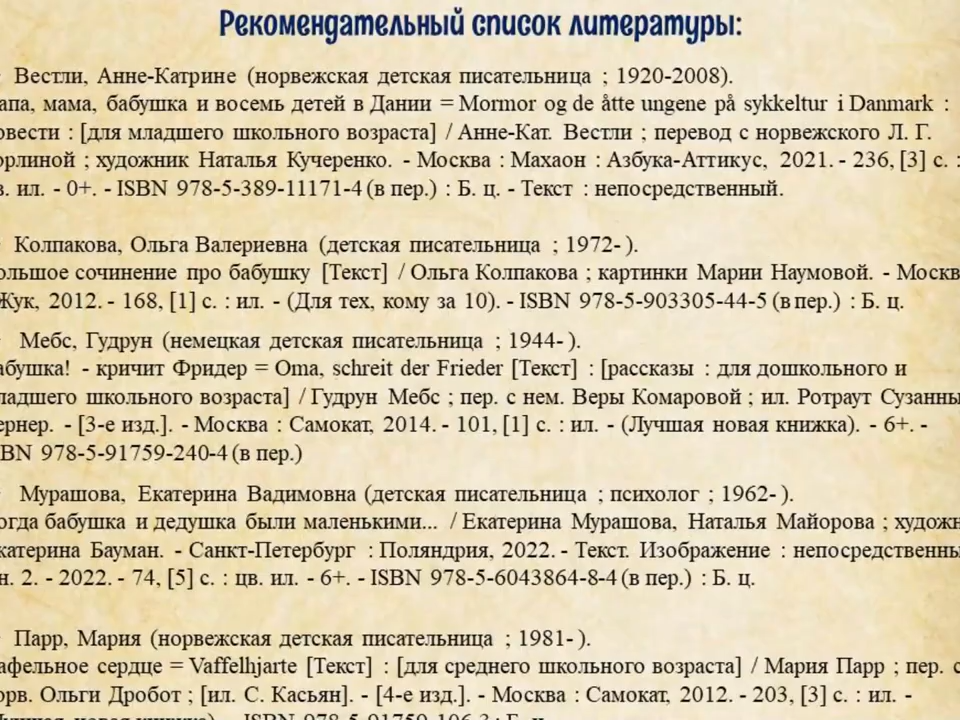 Рекомендательный список литературы:
Вестли, Анне-Катрине (норвежская детская писательница ; 1920-2008).
апа, мама, бабушка и восемь детей в Дании = Mormor og de åtte ungene på sykkeltur i Danmark :
овести : [для младшего школьного возраста] / Анне-Кат. Вестли ; перевод с норвежского Л. Г.
орлиной ; художник Наталья Кучеренко. - Москва : Махаон : Азбука-Аттикус, 2021. - 236, [3] с. :
в. ил. - 0+. - ISBN 978-5-389-11171-4 (в пер.) : Б. ц. - Текст : непосредственный.
Колпакова, Ольга Валериевна (детская писательница ; 1972- ).
ольшое сочинение про бабушку [Текст] / Ольга Колпакова ; картинки Марии Наумовой. - Москв
Жук, 2012. - 168, [1] с. : ил. - (Для тех, кому за 10). - ISBN 978-5-903305-44-5 (в пер.) : Б. ц.
Мебс, Гудрун (немецкая детская писательница ; 1944- ).
абушка! - кричит Фридер = Oma, schreit der Frieder [Текст] : [рассказы : для дошкольного и
ладшего школьного возраста] / Гудрун Мебс ; пер. с нем. Веры Комаровой ; ил. Ротраут Сузанны
ернер. - [3-е изд.]. - Москва : Самокат, 2014. - 101, [1] с. : ил. - (Лучшая новая книжка). - 6+. -
BN 978-5-91759-240-4 (в пер.)
Мурашова, Екатерина Вадимовна (детская писательница ; психолог ; 1962- ).
огда бабушка и дедушка были маленькими... / Екатерина Мурашова, Наталья Майорова ; художн
катерина Бауман. - Санкт-Петербург : Поляндрия, 2022. - Текст. Изображение : непосредственны
н. 2. - 2022. - 74, [5] с. : цв. ил. - 6+. - ISBN 978-5-6043864-8-4 (в пер.) : Б. ц.
Парр, Мария (норвежская детская писательница ; 1981- ).
афельное сердце = Vaffelhjarte [Текст] : [для среднего школьного возраста] / Мария Парр ; пер. с
орв. Ольги Дробот ; [ил. С. Касьян]. - [4-е изд.]. - Москва : Самокат, 2012. - 203, [3] с. : ил. -